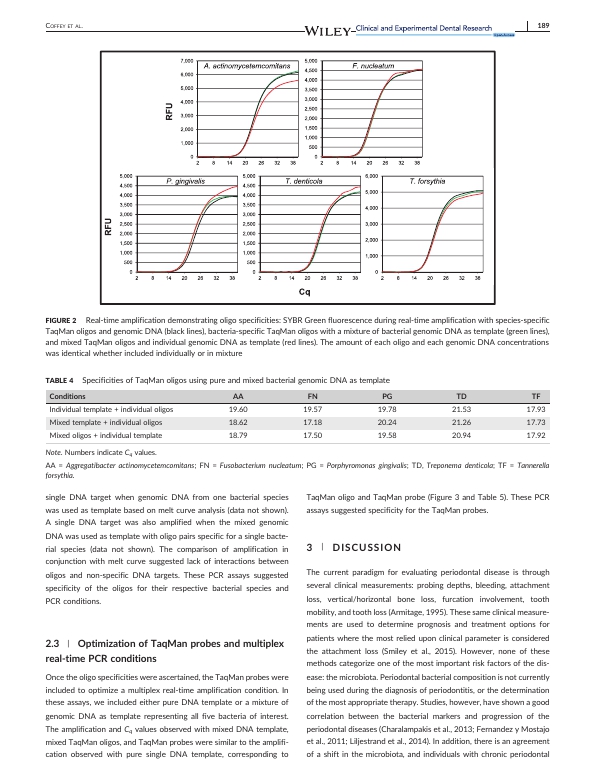 COFFEY ET AL.
WILEY Clinical and Experimental Dental Research
189
A. actinomycetemcomitans
F. nucleatum
RFU
7,000
6,000
5,000
4,000
3,000
2,000
1,000
0
2 8 14 20 26 32 38
5,000
4,500
4,000
3,500
3,000
2,500
2,000
1,500
1,000
500
0
2 8 14 20 26 32 38
P. gingivalis
T. denticola
T. forsythia
RFU
5,000
4,500
4,000
3,500
3,000
2,500
2,000
1,500
1,000
500
0
2 8 14 20 26 32 38
5,000
4,500
4,000
3,500
3,000
2,500
2,000
1,500
1,000
500
0
2 8 14 20 26 32 38
6,000
5,000
4,000
3,000
2,000
1,000
0
2 8 14 20 26 32 38
Cq
FIGURE 2 Real-time amplification demonstrating oligo specificities: SYBR Green fluorescence during real-time amplification with species-specific
TaqMan oligos and genomic DNA (black lines), bacteria-specific TaqMan oligos with a mixture of bacterial genomic DNA as template (green lines),
and mixed TaqMan oligos and individual genomic DNA as template (red lines). The amount of each oligo and each genomic DNA concentrations
was identical whether included individually or in mixture
TABLE 4 Specificities of TaqMan oligos using pure and mixed bacterial genomic DNA as template
Conditions AA FN PG TD TF
Individual template + individual oligos 19.60 19.57 19.78 21.53 17.93
Mixed template + individual oligos 18.62 17.18 20.24 21.26 17.73
Mixed oligos + individual template 18.79 17.50 19.58 20.94 17.92
Note. Numbers indicate Cq values.
AA = Aggregatibacter actinomycetemcomitans; FN = Fusobacterium nucleatum; PG = Porphyromonas gingivalis; TD, Treponema denticola; TF = Tannerella
forsythia.
single DNA target when genomic DNA from one bacterial species
was used as template based on melt curve analysis (data not shown).
A single DNA target was also amplified when the mixed genomic
DNA was used as template with oligo pairs specific for a single bacte-
rial species (data not shown). The comparison of amplification in
conjunction with melt curve suggested lack of interactions between
oligos and non-specific DNA targets. These PCR assays suggested
specificity of the oligos for their respective bacterial species and
PCR conditions.
2.3 | Optimization of TaqMan probes and multiplex
real-time PCR conditions
Once the oligo specificities were ascertained, the TaqMan probes were
included to optimize a multiplex real-time amplification condition. In
these assays, we included either pure DNA template or a mixture of
genomic DNA as template representing all five bacteria of interest.
The amplification and Cq values observed with mixed DNA template,
mixed TaqMan oligos, and TaqMan probes were similar to the amplifi-
cation observed with pure single DNA template, corresponding to
TaqMan oligo and TaqMan probe (Figure 3 and Table 5). These PCR
assays suggested specificity for the TaqMan probes.
3 | DISCUSSION
The current paradigm for evaluating periodontal disease is through
several clinical measurements: probing depths, bleeding, attachment
loss, vertical/horizontal bone loss, furcation involvement, tooth
mobility, and tooth loss (Armitage, 1995). These same clinical measure-
ments are used to determine prognosis and treatment options for
patients where the most relied upon clinical parameter is considered
the attachment loss (Smiley et al., 2015). However, none of these
methods categorize one of the most important risk factors of the dis-
ease: the microbiota. Periodontal bacterial composition is not currently
being used during the diagnosis of periodontitis, or the determination
of the most appropriate therapy. Studies, however, have shown a good
correlation between the bacterial markers and progression of the
periodontal diseases (Charalampakis et al., 2013; Fernandez y Mostajo
et al., 2011; Liljestrand et al., 2014). In addition, there is an agreement
of a shift in the microbiota, and individuals with chronic periodontal